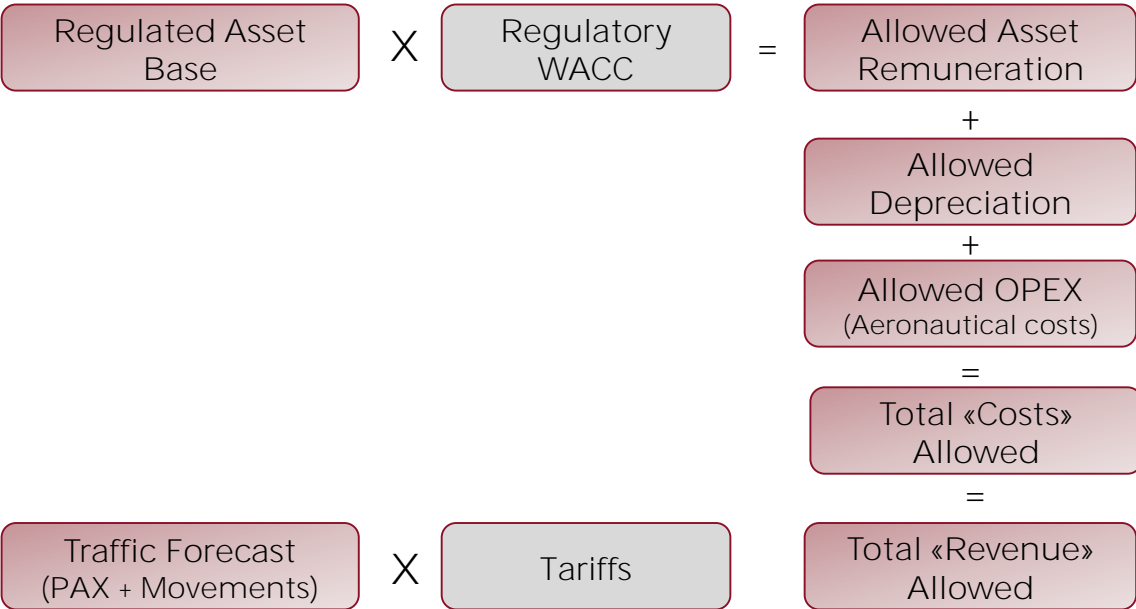 Regulated Asset
Base
X
Regulatory
WACC
=
Allowed Asset
Remuneration
+
Allowed
Depreciation
+
Allowed OPEX
(Aeronautical costs)
=
Total «Costs»
Allowed
=
Traffic Forecast
(PAX + Movements)
X
Tariffs
Total «Revenue»
Allowed